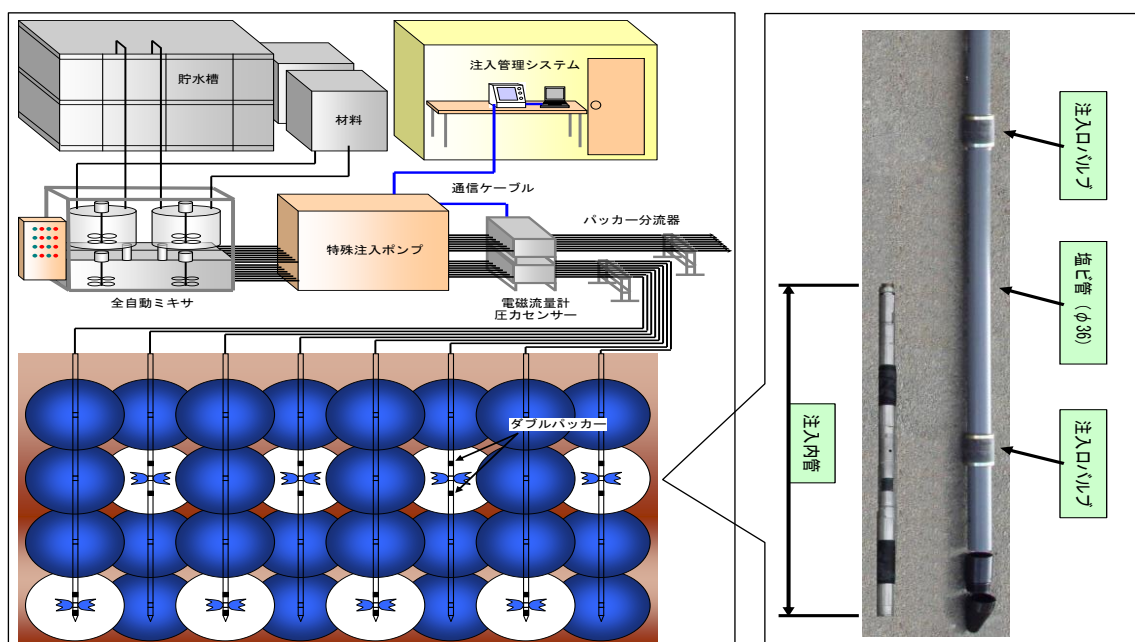 貯水槽
材料
注入管理システム
通信ケーブル
パッカー分流器
特殊注入ポンプ
全自動ミキサ
電磁流量計
圧力センサー
ダブルパッカー
注入口バルブ
塩ビ管(φ36)
注入内管
注入口バルブ